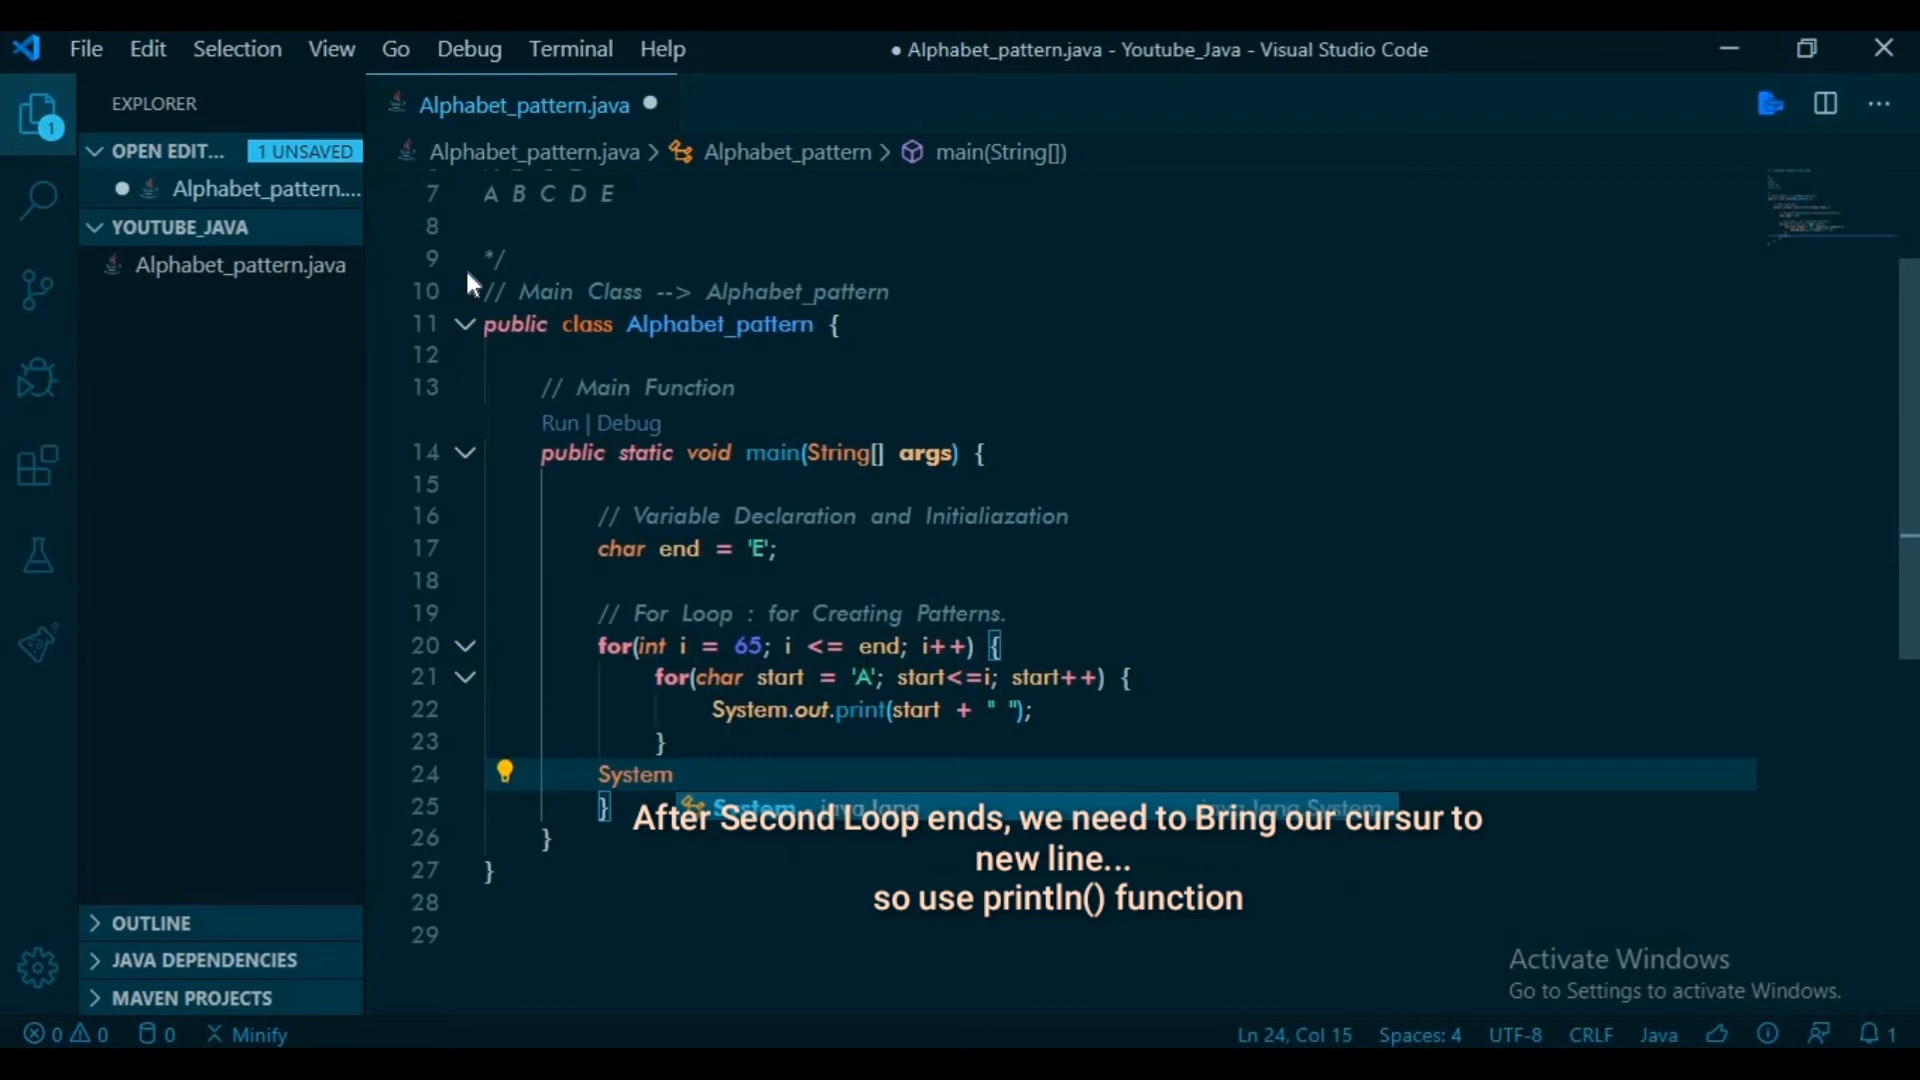 File Edit Selection View Go Debug Terminal Help
● Alphabet_pattern.java - Youtube_Java - Visual Studio Code
EXPLORER
OPEN EDIT... 1 UNSAVED
Alphabet_pattern....
YOUTUBE_JAVA
Alphabet_pattern.java
OUTLINE
JAVA DEPENDENCIES
MAVEN PROJECTS
1
Alphabet_pattern.java ●
Alphabet_pattern.java > Alphabet_pattern > main(String[])
7 A B C D E
8
9 */
10 // Main Class --> Alphabet_pattern
11 public class Alphabet_pattern {
12
13 // Main Function
Run | Debug
14 public static void main(String[] args) {
15
16 // Variable Declaration and Initialiazation
17 char end = 'E';
18
19 // For Loop : for Creating Patterns.
20 for(int i = 65; i <= end; i++) {
21 for(char start = 'A'; start<=i; start++) {
22 System.out.print(start + " ");
23 }
24 System
25 }
System - java.lang java.lang.System
26 }
27 }
28
29
After Second Loop ends, we need to Bring our cursur to
new line...
so use println() function
Activate Windows
Go to Settings to activate Windows.
0 0 0 Minify
Ln 24, Col 15 Spaces: 4 UTF-8 CRLF Java 1